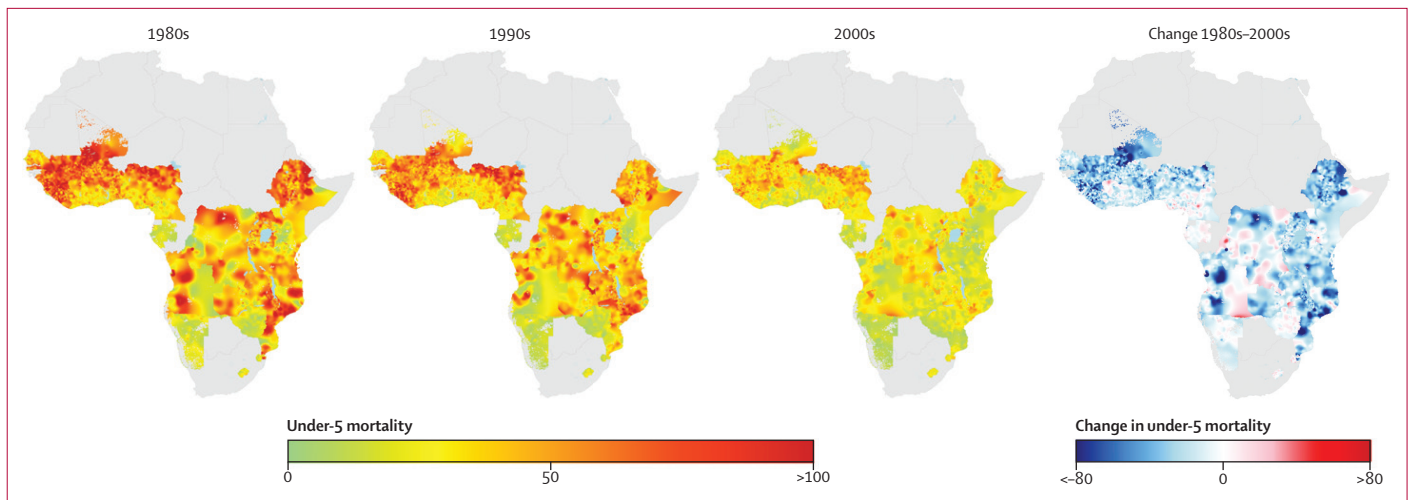 1980s
1990s
2000s
Change 1980s–2000s
Under-5 mortality
0
50
>100
Change in under-5 mortality
<–80
0
>80